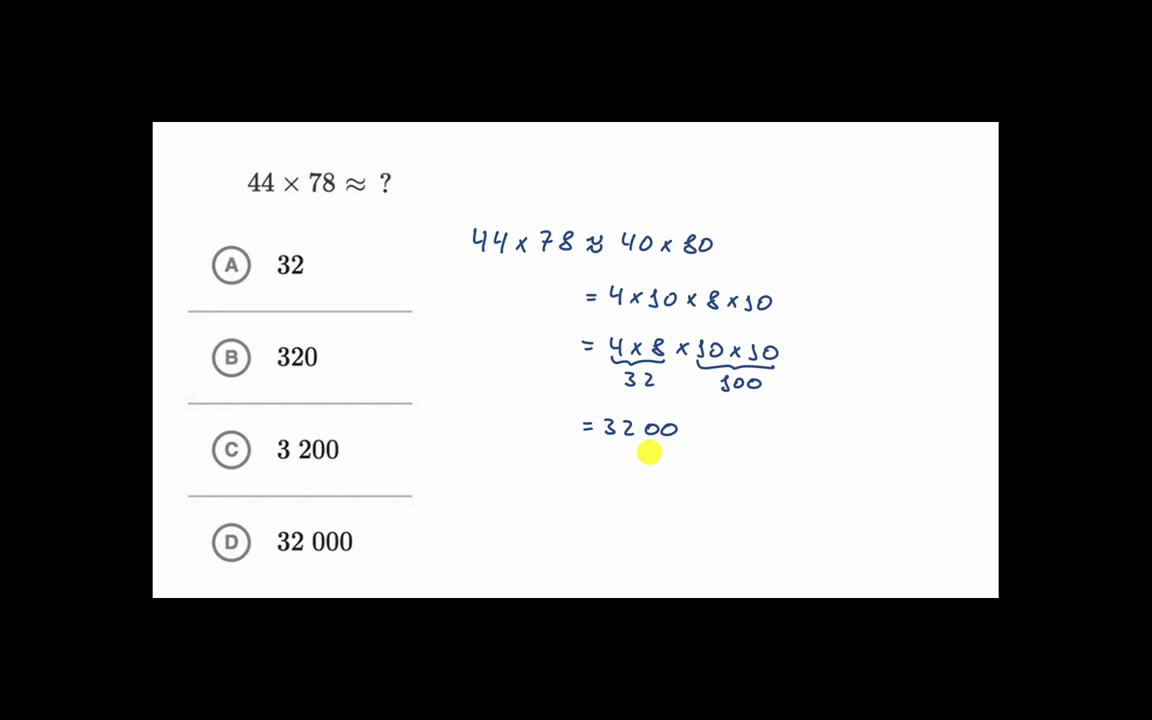 44 × 78 ≈ ?
A 32
B 320
C 3 200
D 32 000
44 × 78 ≈ 40 × 80
= 4 × 10 × 8 × 10
= 4 × 8 × 10 × 10
32 100
= 3200